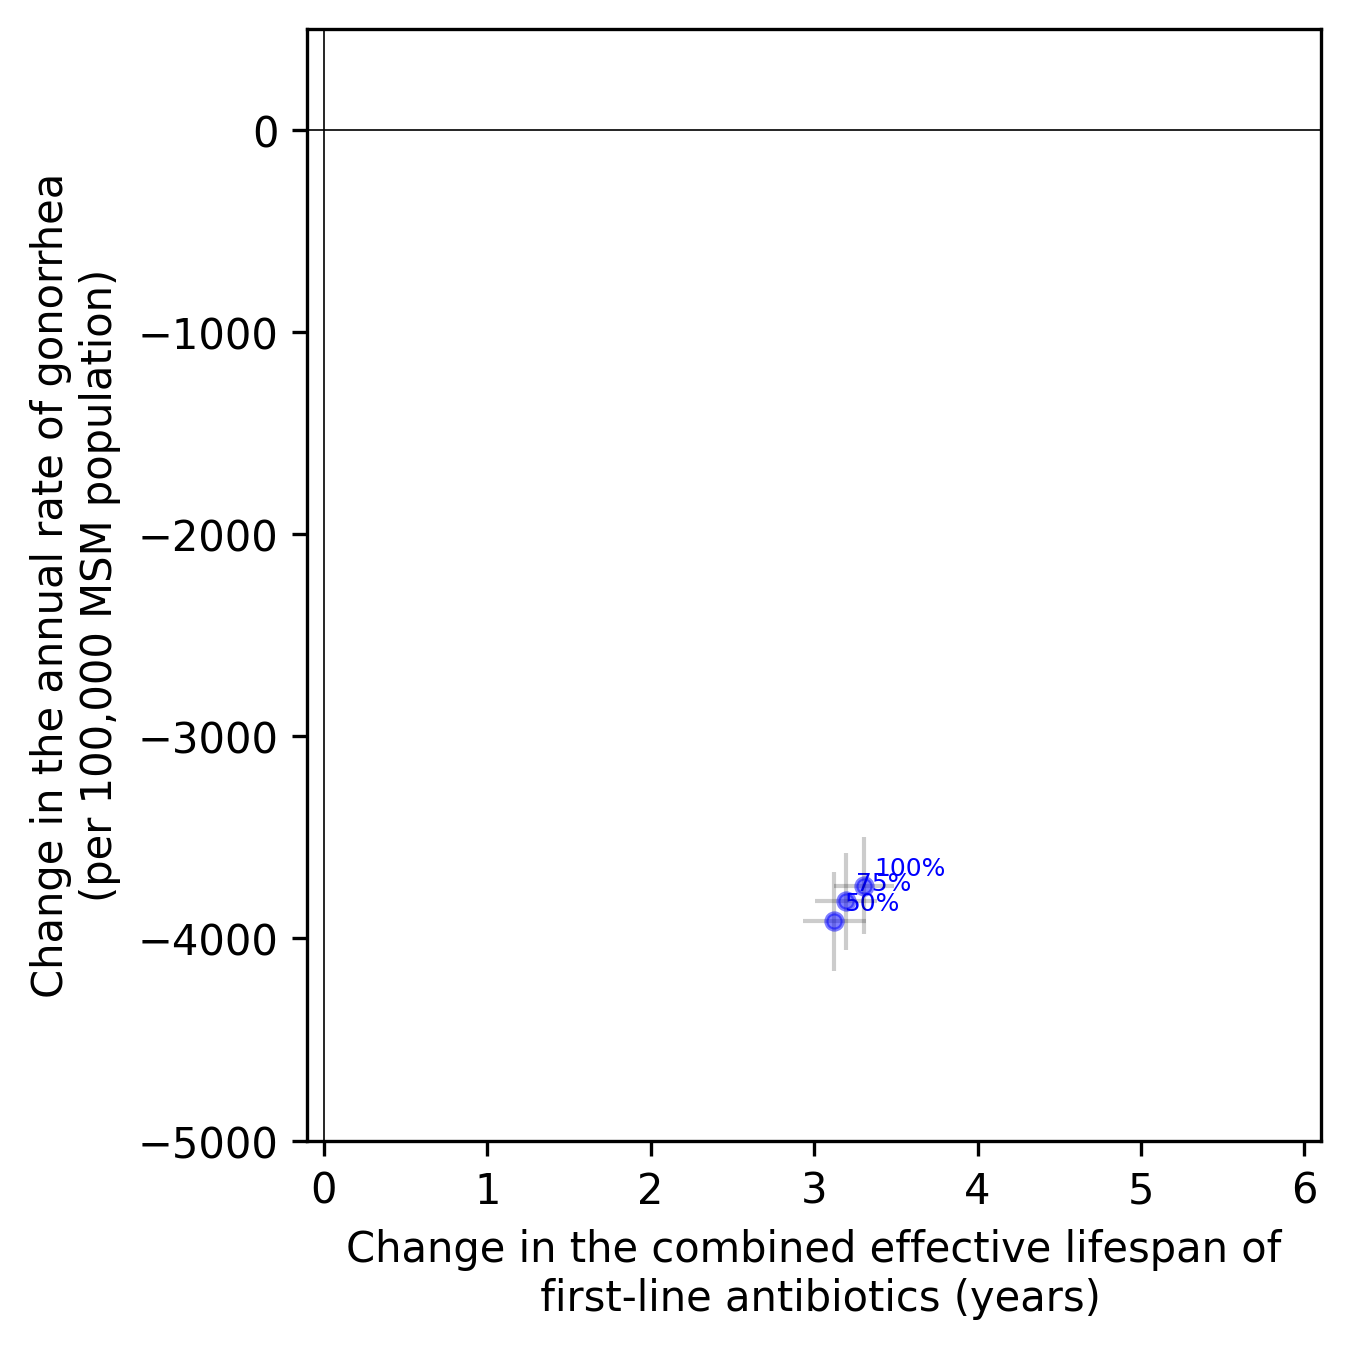 Change in the annual rate of gonorrhea
(per 100,000 MSM population)
0
−1000
−2000
−3000
−4000
−5000
100%
75%
50%
0 1 2 3 4 5 6
Change in the combined effective lifespan of
first-line antibiotics (years)